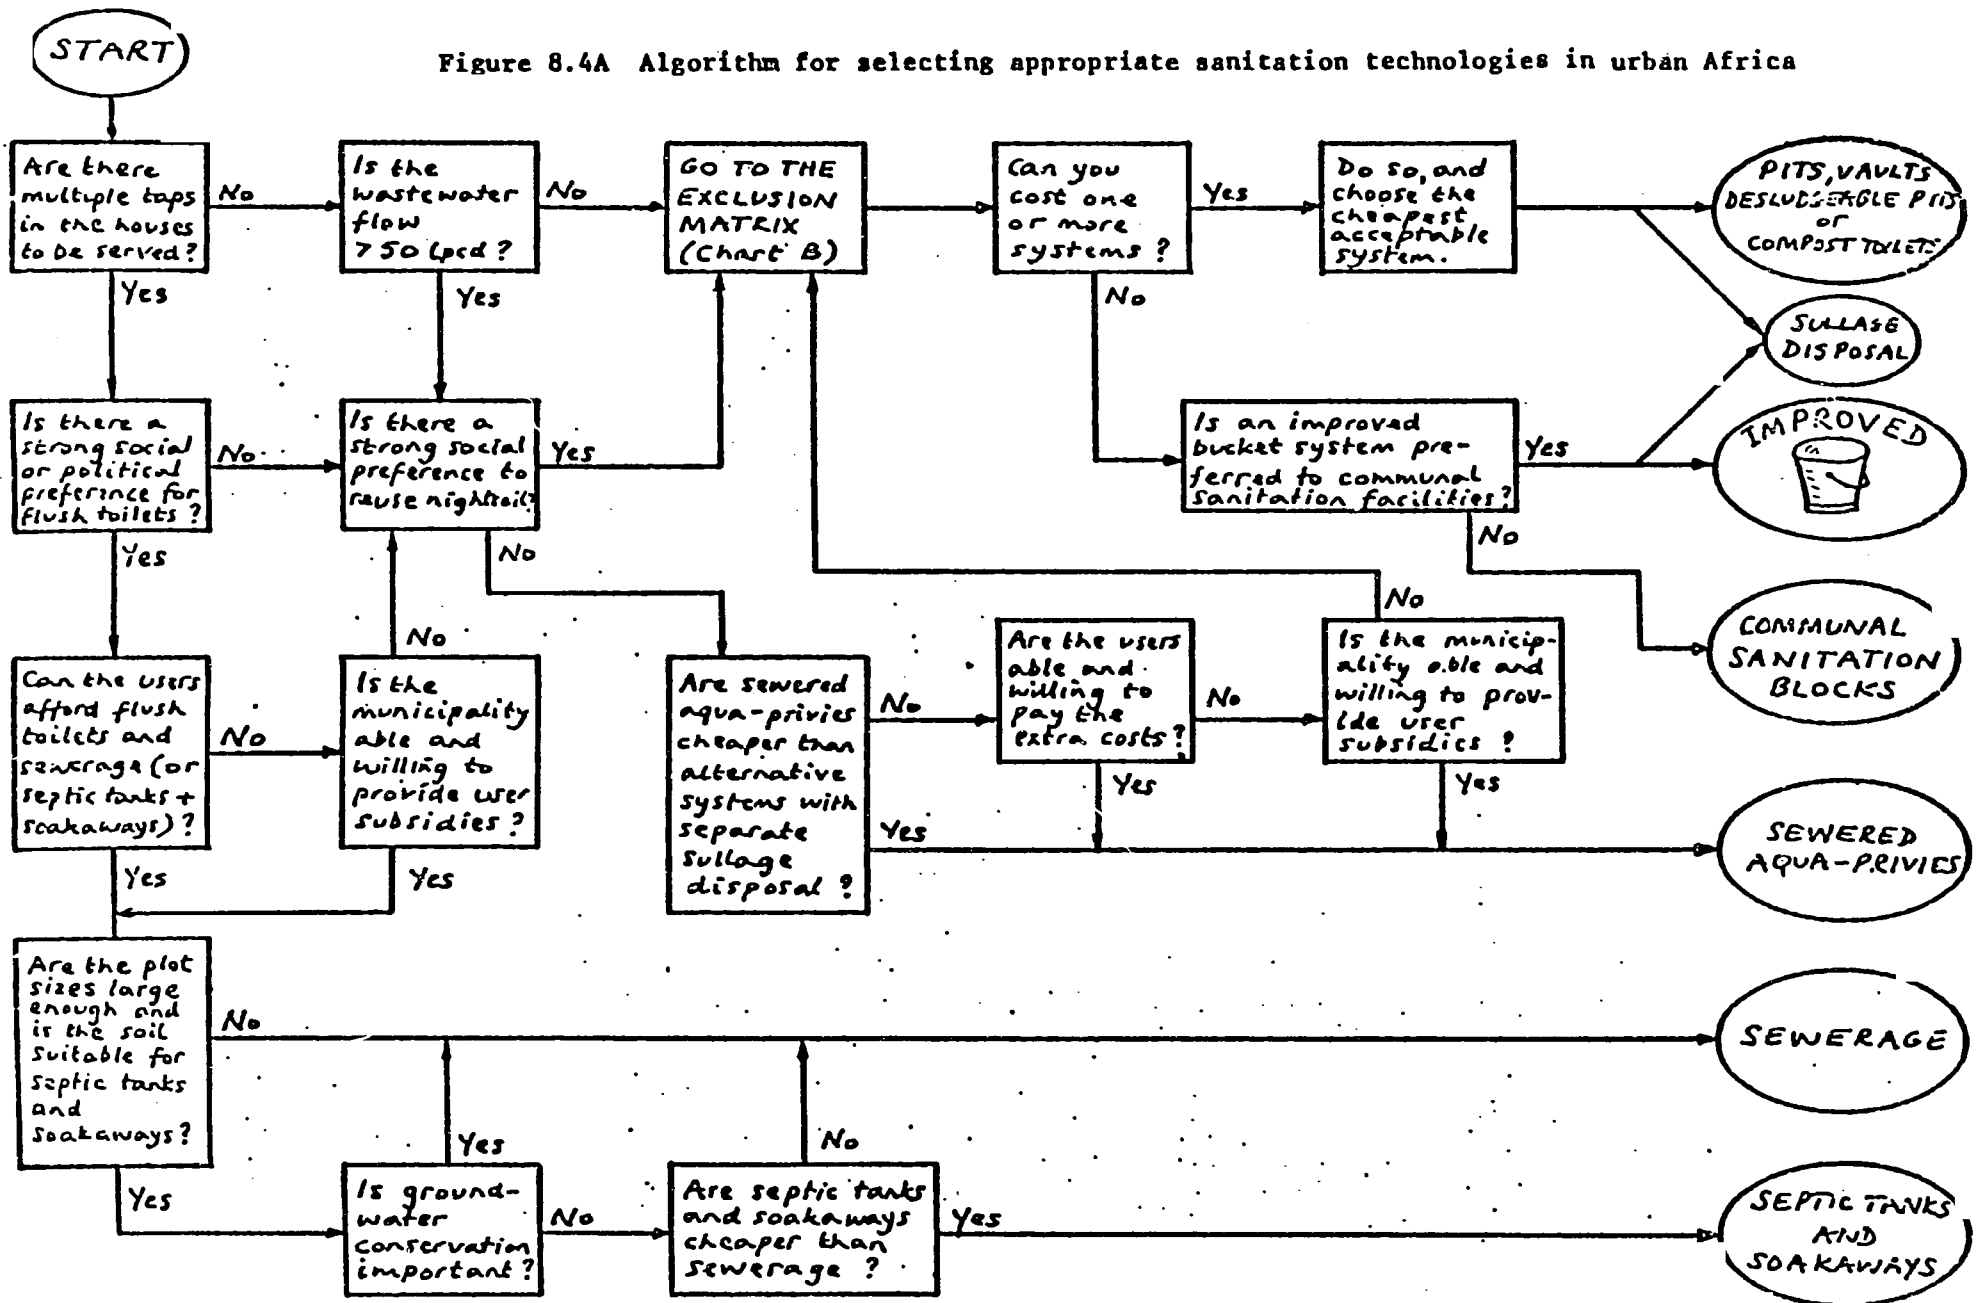 START
Figure 8.4A Algorithm for selecting appropriate sanitation technologies in urban Africa
Are there
multiple taps
in the houses
to be served?
No
Yes
Is the
wastewater
flow
>50 lpcd?
No
Yes
GO TO THE
EXCLUSION
MATRIX
(Chart B)
Can you
cost one
or more
systems?
Yes
No
Do so, and
choose the
cheapest
acceptable
system.
PITS, VAULTS
DESLUDGEABLE PITS
or
COMPOST TOILETS
SULLAGE
DISPOSAL
Is there a
strong social
or political
preference for
flush toilets?
No
Yes
Is there a
strong social
preference to
reuse nightsoil?
Yes
No
Is an improved
bucket system pre-
ferred to communal
sanitation facilities?
Yes
No
IMPROVED
Can the users
afford flush
toilets and
sewerage (or
septic tanks +
soakaways)?
No
Yes
Is the
municipality
able and
willing to
provide user
subsidies?
No
Yes
Are sewered
aqua-privies
cheaper than
alternative
systems with
separate
sullage
disposal?
No
Yes
Are the users
able and
willing to
pay the
extra costs?
No
Yes
Is the municip-
ality able and
willing to prov-
ide user
subsidies?
No
Yes
COMMUNAL
SANITATION
BLOCKS
SEWERED
AQUA-PRIVIES
Are the plot
sizes large
enough and
is the soil
suitable for
septic tanks
and
soakaways?
No
Yes
SEWERAGE
Is ground-
water
conservation
important?
Yes
No
Are septic tanks
and soakaways
cheaper than
sewerage?
No
Yes
SEPTIC TANKS
AND
SOAKAWAYS